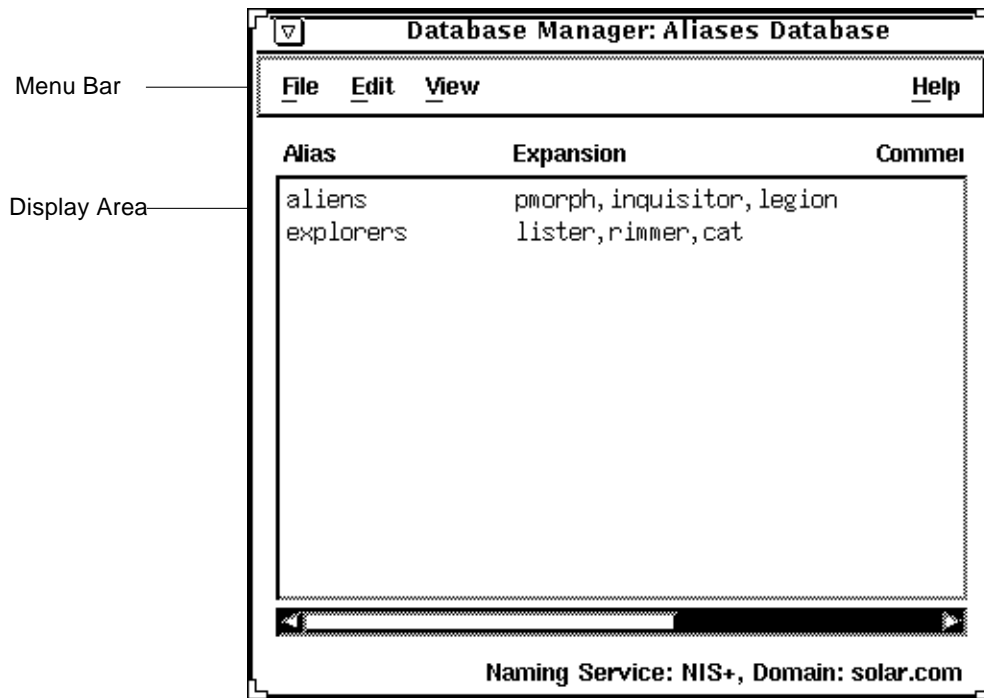 Database Manager: Aliases Database
Menu Bar
File Edit View Help
Alias Expansion Commer
Display Area
aliens pmorph,inquisitor,legion
explorers lister,rimmer,cat
Naming Service: NIS+, Domain: solar.com